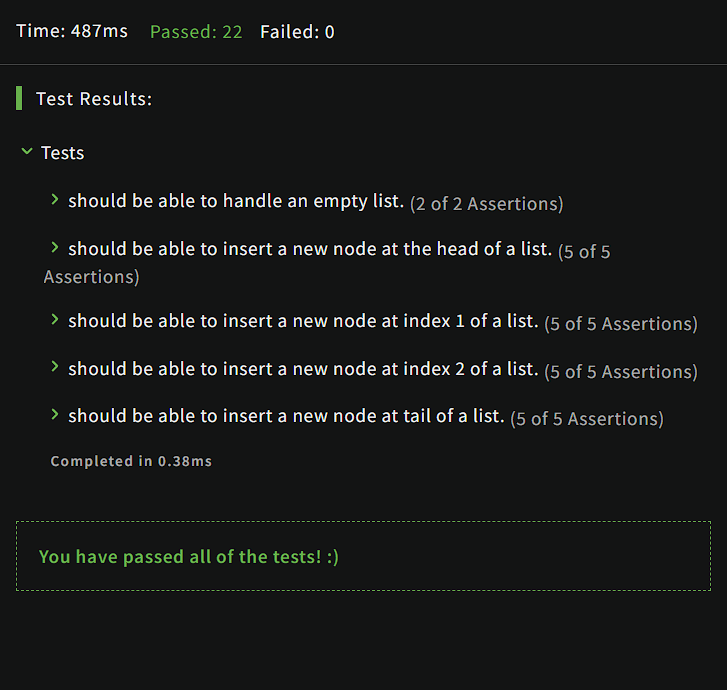 Time: 487ms Passed: 22 Failed: 0
Test Results:
Tests
should be able to handle an empty list. (2 of 2 Assertions)
should be able to insert a new node at the head of a list. (5 of 5
Assertions)
should be able to insert a new node at index 1 of a list. (5 of 5 Assertions)
should be able to insert a new node at index 2 of a list. (5 of 5 Assertions)
should be able to insert a new node at tail of a list. (5 of 5 Assertions)
Completed in 0.38ms
You have passed all of the tests! :)